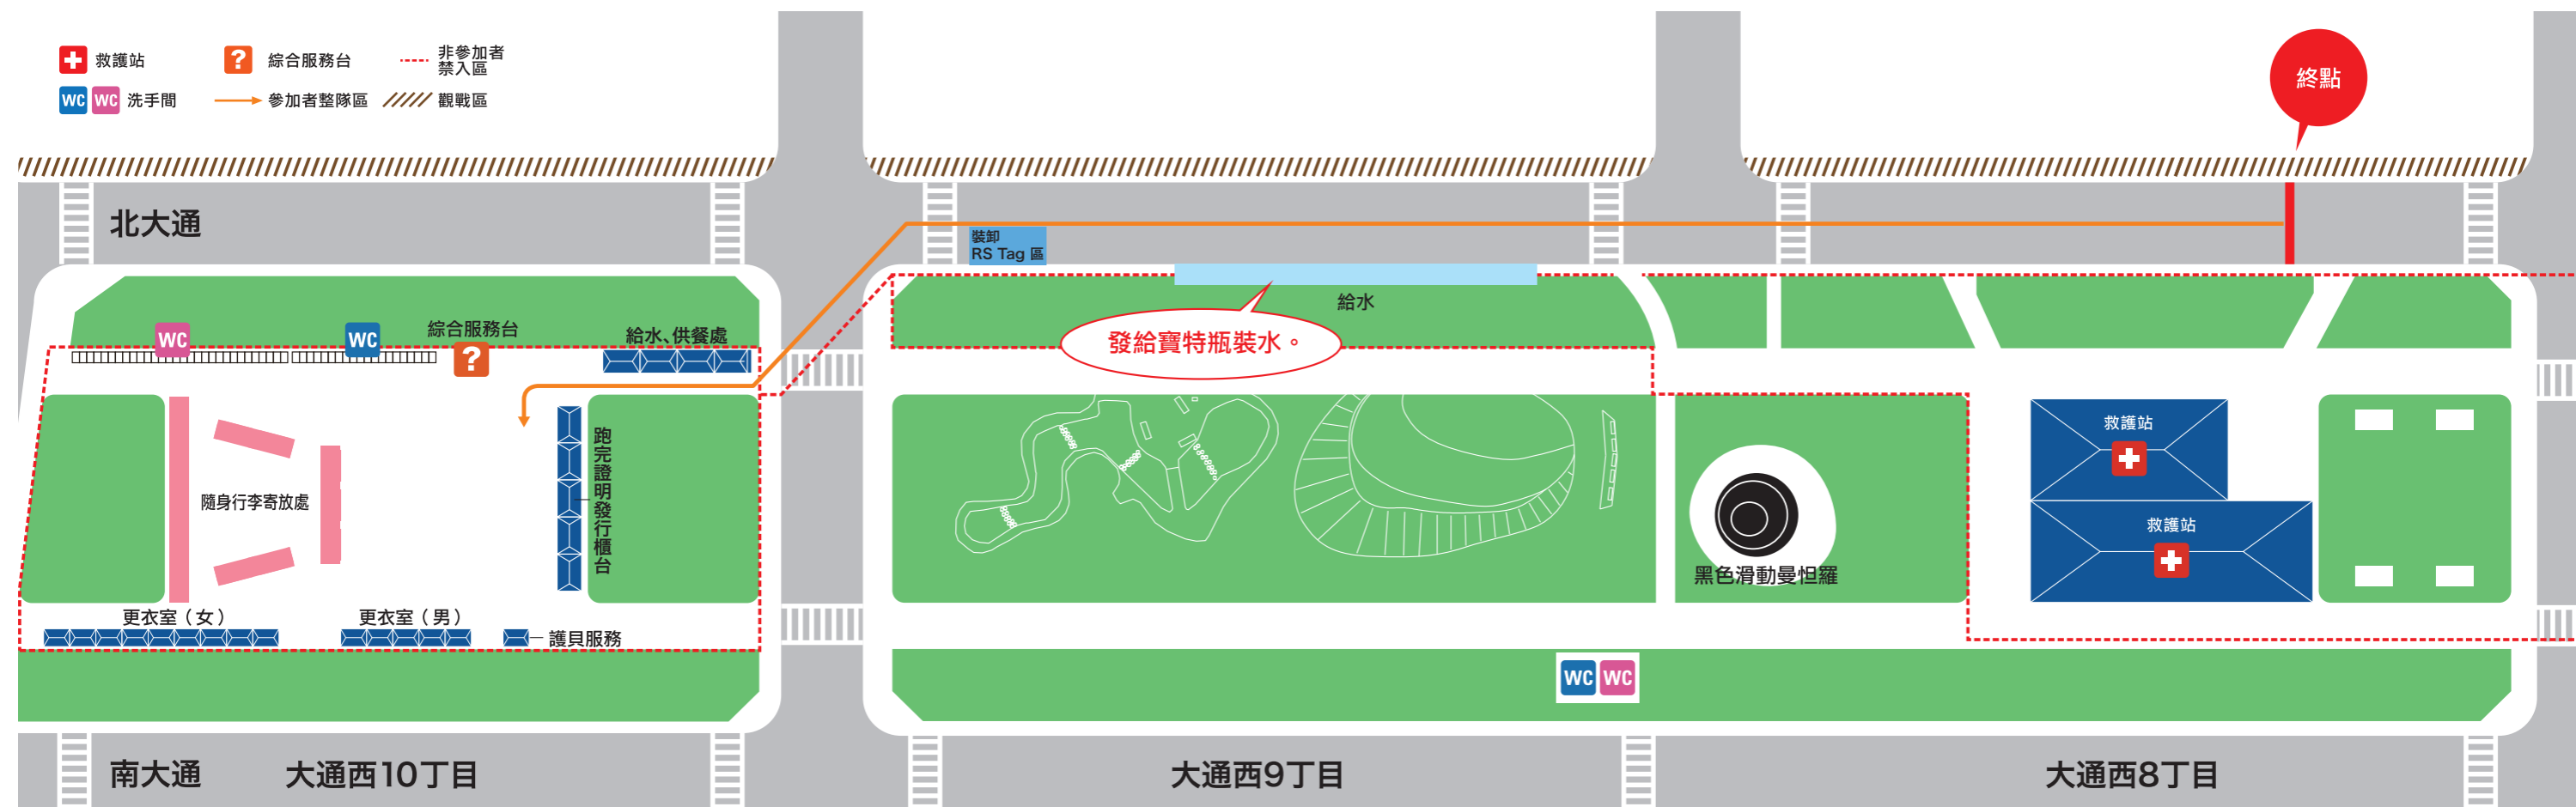 救護站
?
綜合服務台
非參加者
禁入區
WC WC 洗手間
參加者整隊區
觀戰區
終點
北大通
裝卸
RS Tag 區
給水
發給寶特瓶裝水。
WC
WC
綜合服務台
?
給水、供餐處
隨身行李寄放處
跑完證明發行櫃台
救護站
救護站
黑色滑動曼怛羅
更衣室（女）
更衣室（男）
護貝服務
WC WC
南大通
大通西10丁目
大通西9丁目
大通西8丁目